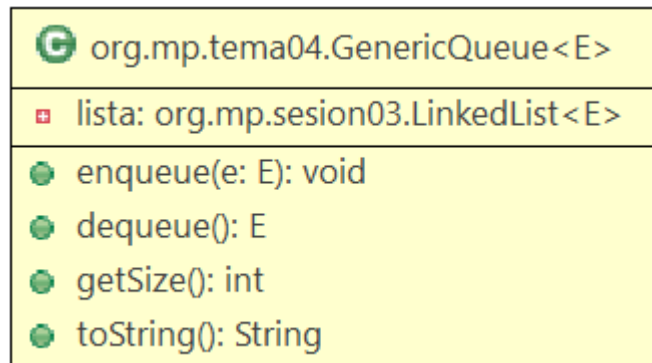 C org.mp.tema04.GenericQueue<E>
lista: org.mp.sesion03.LinkedList<E>
enqueue(e: E): void
dequeue(): E
getSize(): int
toString(): String